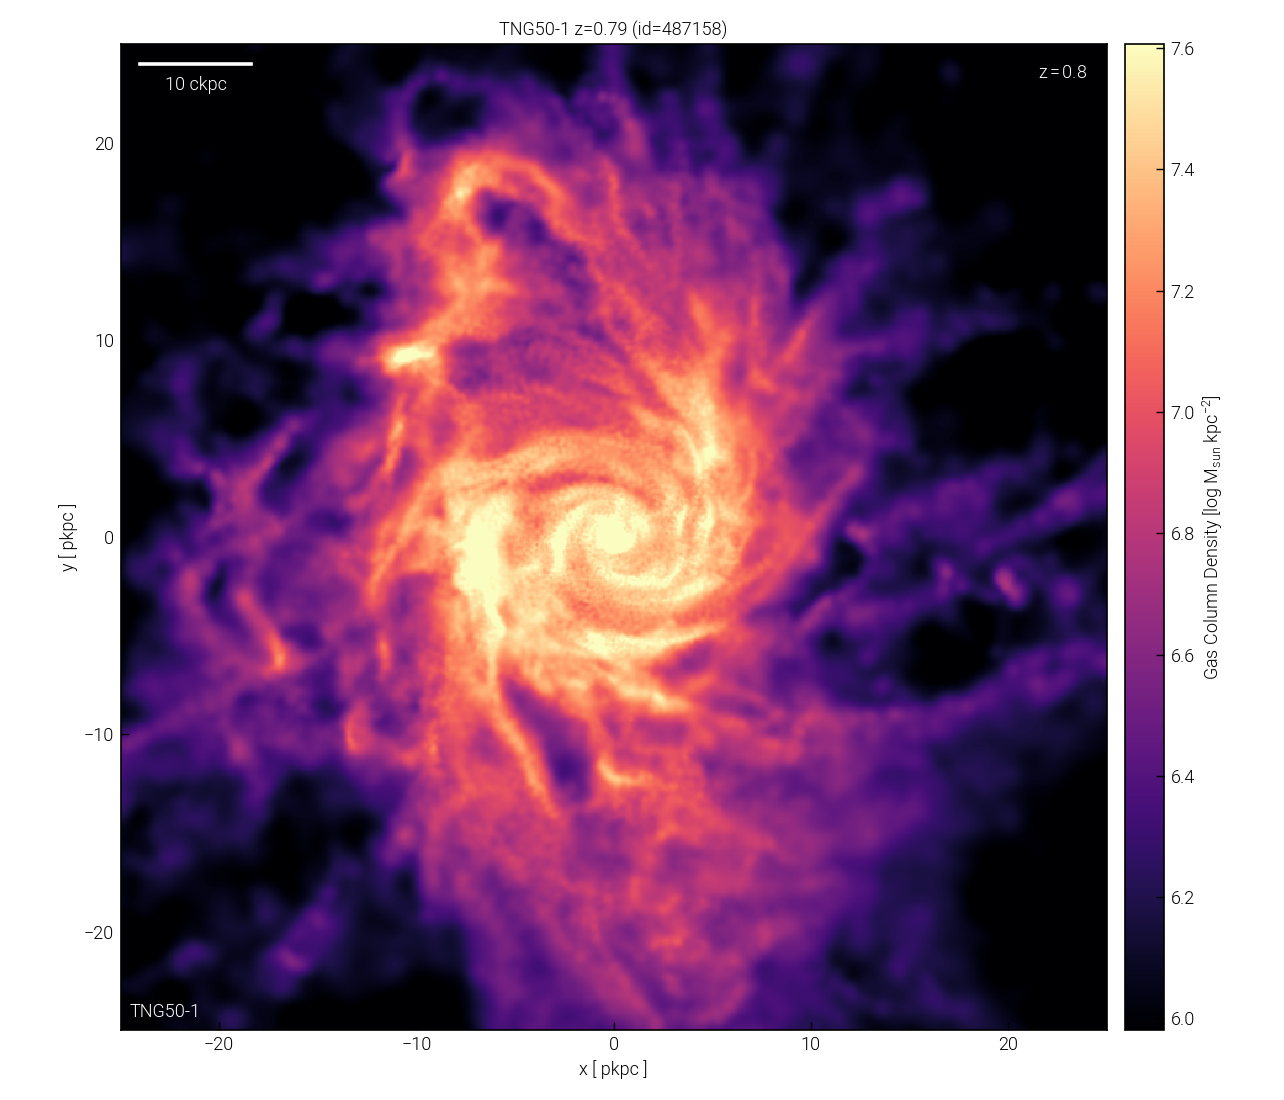 TNG50-1 z=0.79 (id=487158)
10 ckpc
z=0.8
TNG50-1
y [ pkpc ]
20
10
0
−10
−20
−20
−10
0
10
20
x [ pkpc ]
7.6
7.4
7.2
7.0
6.8
6.6
6.4
6.2
6.0
Gas Column Density [log M_sun kpc^−2]